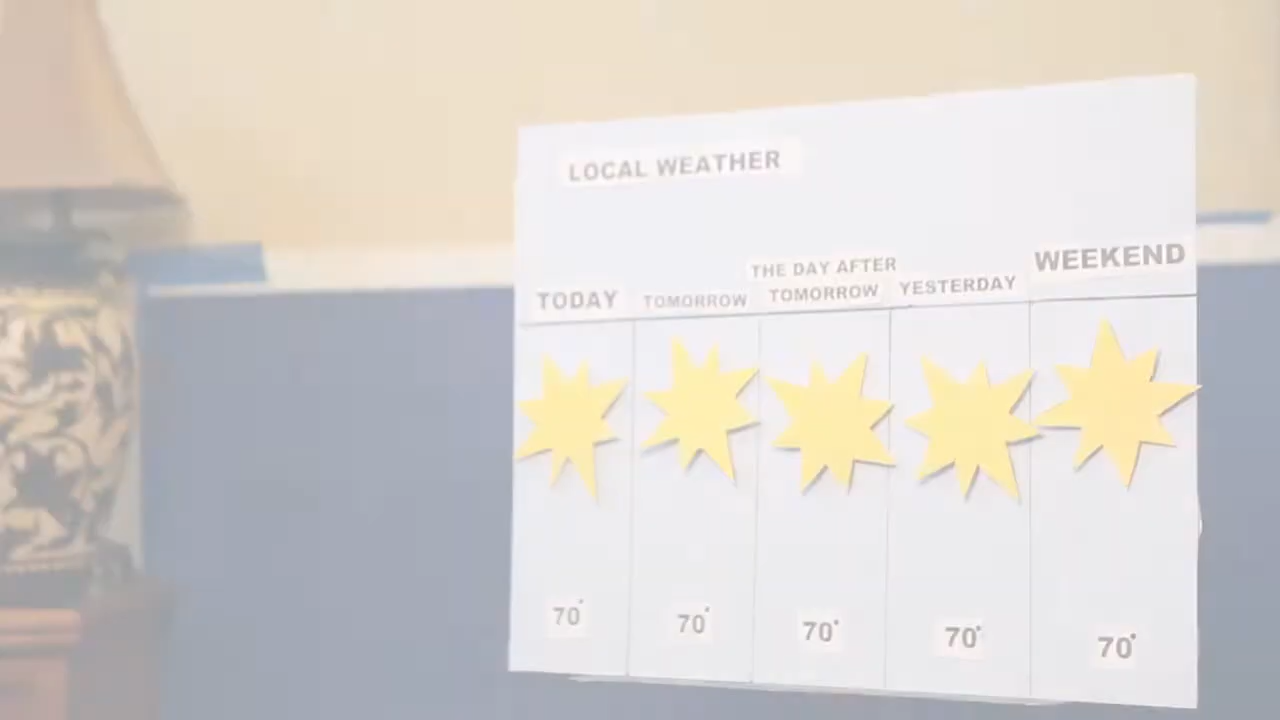 LOCAL WEATHER
TODAY
TOMORROW
THE DAY AFTER
TOMORROW
YESTERDAY
WEEKEND
70°
70°
70°
70°
70°